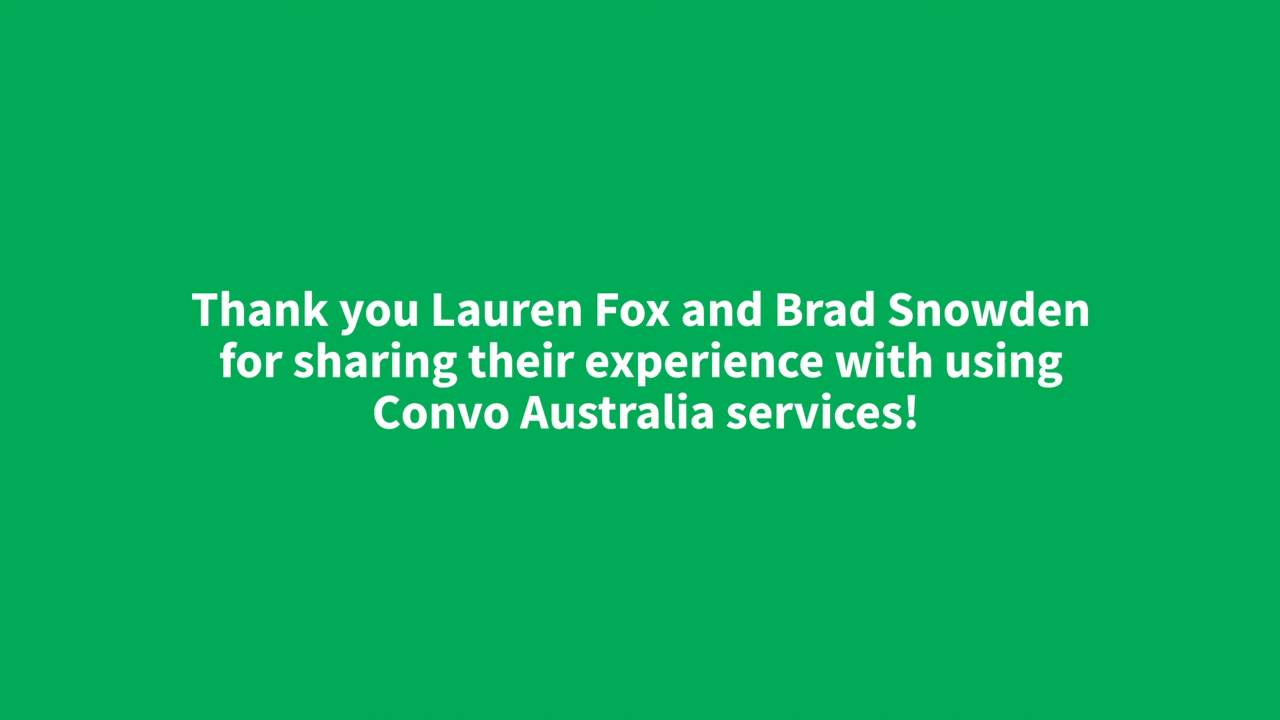 Thank you Lauren Fox and Brad Snowden
for sharing their experience with using
Convo Australia services!